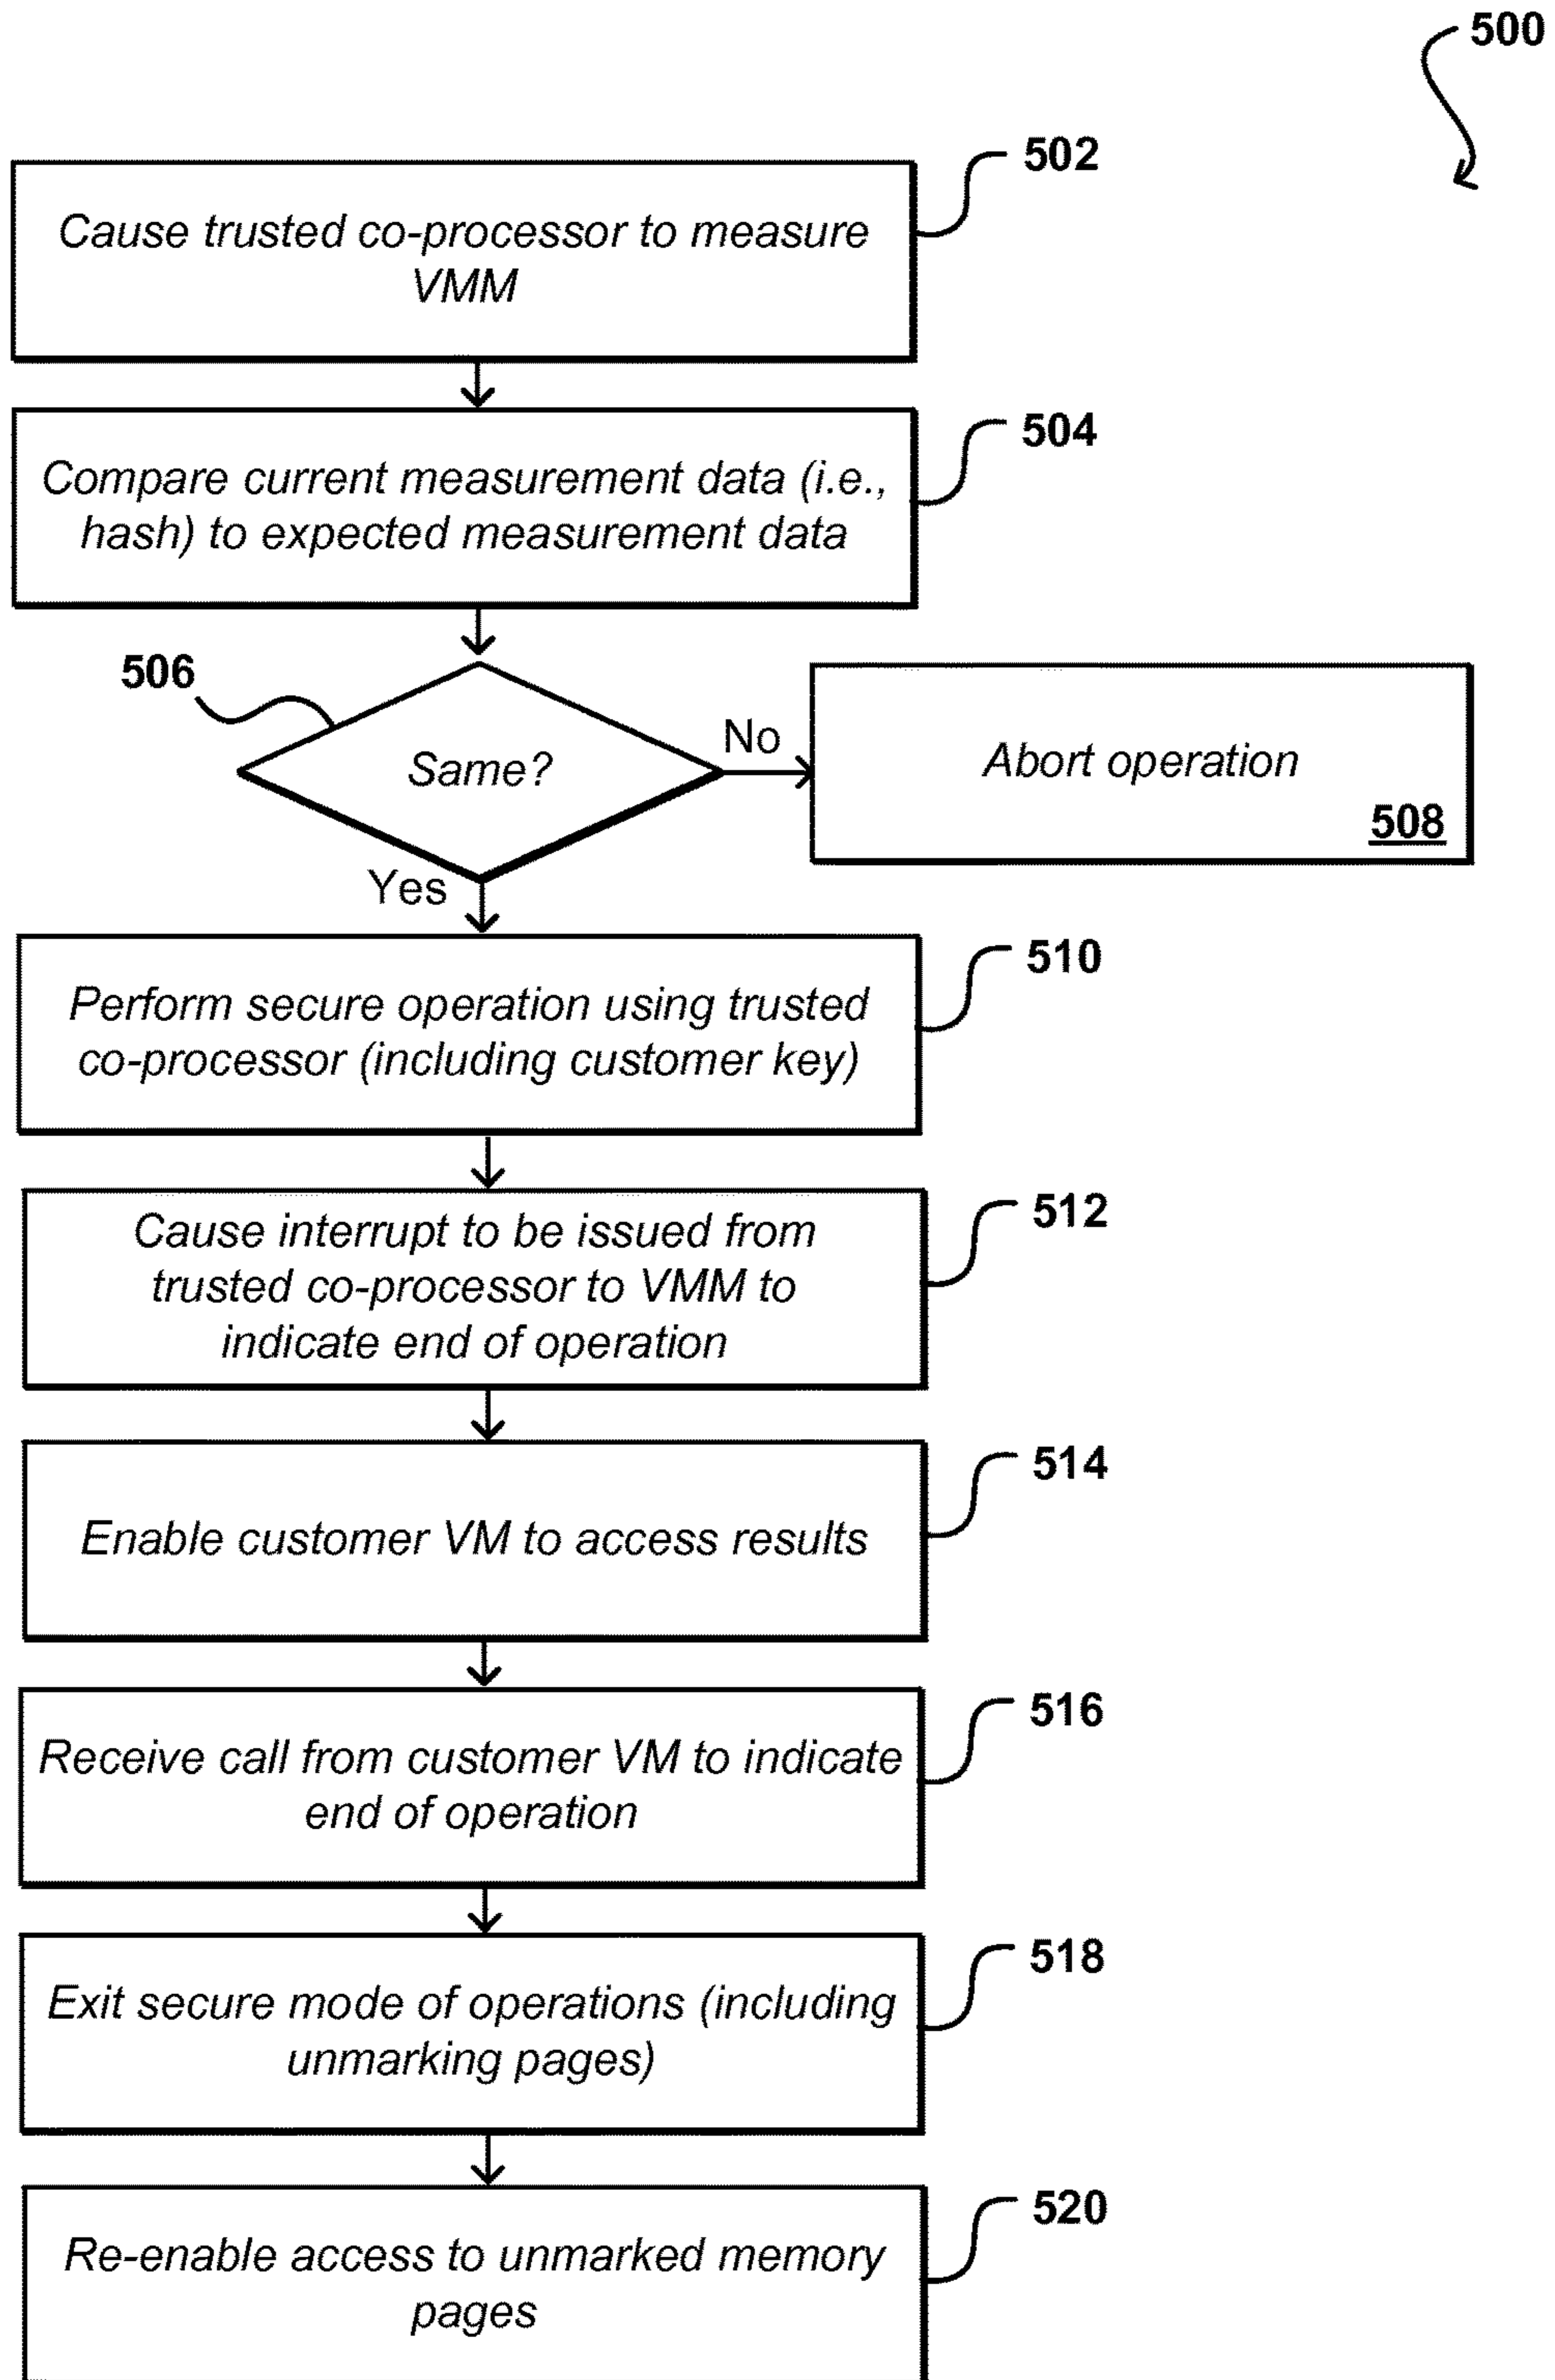 500
502
Cause trusted co-processor to measure
VMM
504
Compare current measurement data (i.e.,
hash) to expected measurement data
506
Same?
No
Abort operation
508
Yes
510
Perform secure operation using trusted
co-processor (including customer key)
512
Cause interrupt to be issued from
trusted co-processor to VMM to
indicate end of operation
514
Enable customer VM to access results
516
Receive call from customer VM to indicate
end of operation
518
Exit secure mode of operations (including
unmarking pages)
520
Re-enable access to unmarked memory
pages